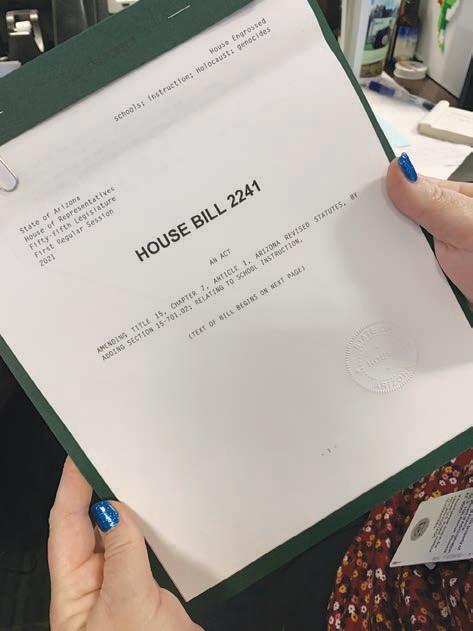 House Engrossed
schools; instruction; Holocaust; genocides
State of Arizona
House of Representatives
Fifty-fifth Legislature
First Regular Session
2021
HOUSE BILL 2241
AN ACT
AMENDING TITLE 15, CHAPTER 7, ARTICLE 1, ARIZONA REVISED STATUTES, BY
ADDING SECTION 15-701.02; RELATING TO SCHOOL INSTRUCTION.
(TEXT OF BILL BEGINS ON NEXT PAGE)
HOUSE
ARIZONA